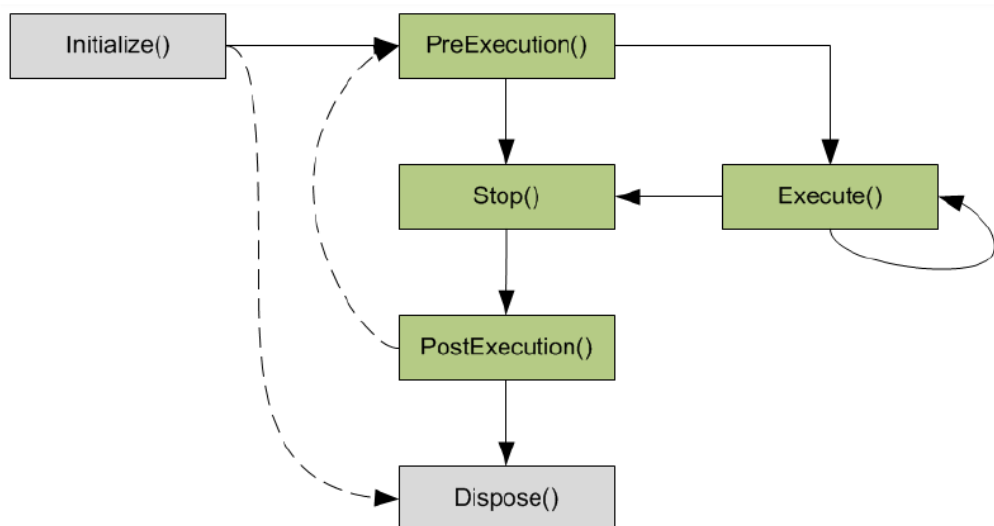 Initialize()
PreExecution()
Stop()
Execute()
PostExecution()
Dispose()